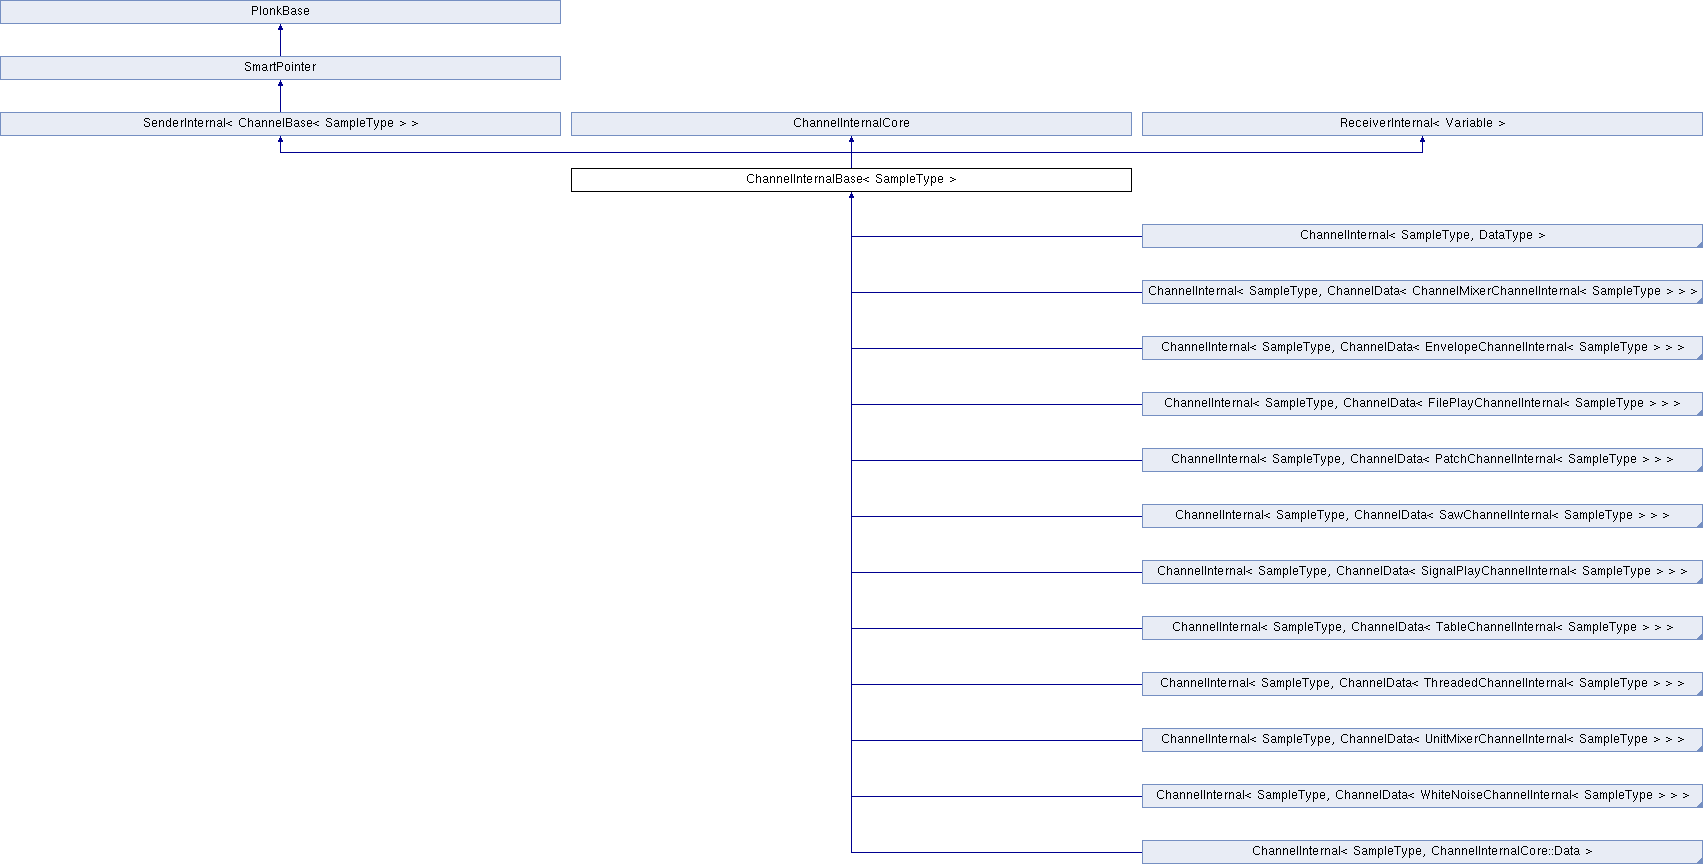 PlonkBase
SmartPointer
SenderInternal< ChannelBase< SampleType > >
ChannelInternalCore
ReceiverInternal< Variable >
ChannelInternalBase< SampleType >
ChannelInternal< SampleType, DataType >
ChannelInternal< SampleType, ChannelData< ChannelMixerChannelInternal< SampleType > > >
ChannelInternal< SampleType, ChannelData< EnvelopeChannelInternal< SampleType > > >
ChannelInternal< SampleType, ChannelData< FilePlayChannelInternal< SampleType > > >
ChannelInternal< SampleType, ChannelData< PatchChannelInternal< SampleType > > >
ChannelInternal< SampleType, ChannelData< SawChannelInternal< SampleType > > >
ChannelInternal< SampleType, ChannelData< SignalPlayChannelInternal< SampleType > > >
ChannelInternal< SampleType, ChannelData< TableChannelInternal< SampleType > > >
ChannelInternal< SampleType, ChannelData< ThreadedChannelInternal< SampleType > > >
ChannelInternal< SampleType, ChannelData< UnitMixerChannelInternal< SampleType > > >
ChannelInternal< SampleType, ChannelData< WhiteNoiseChannelInternal< SampleType > > >
ChannelInternal< SampleType, ChannelInternalCore::Data >